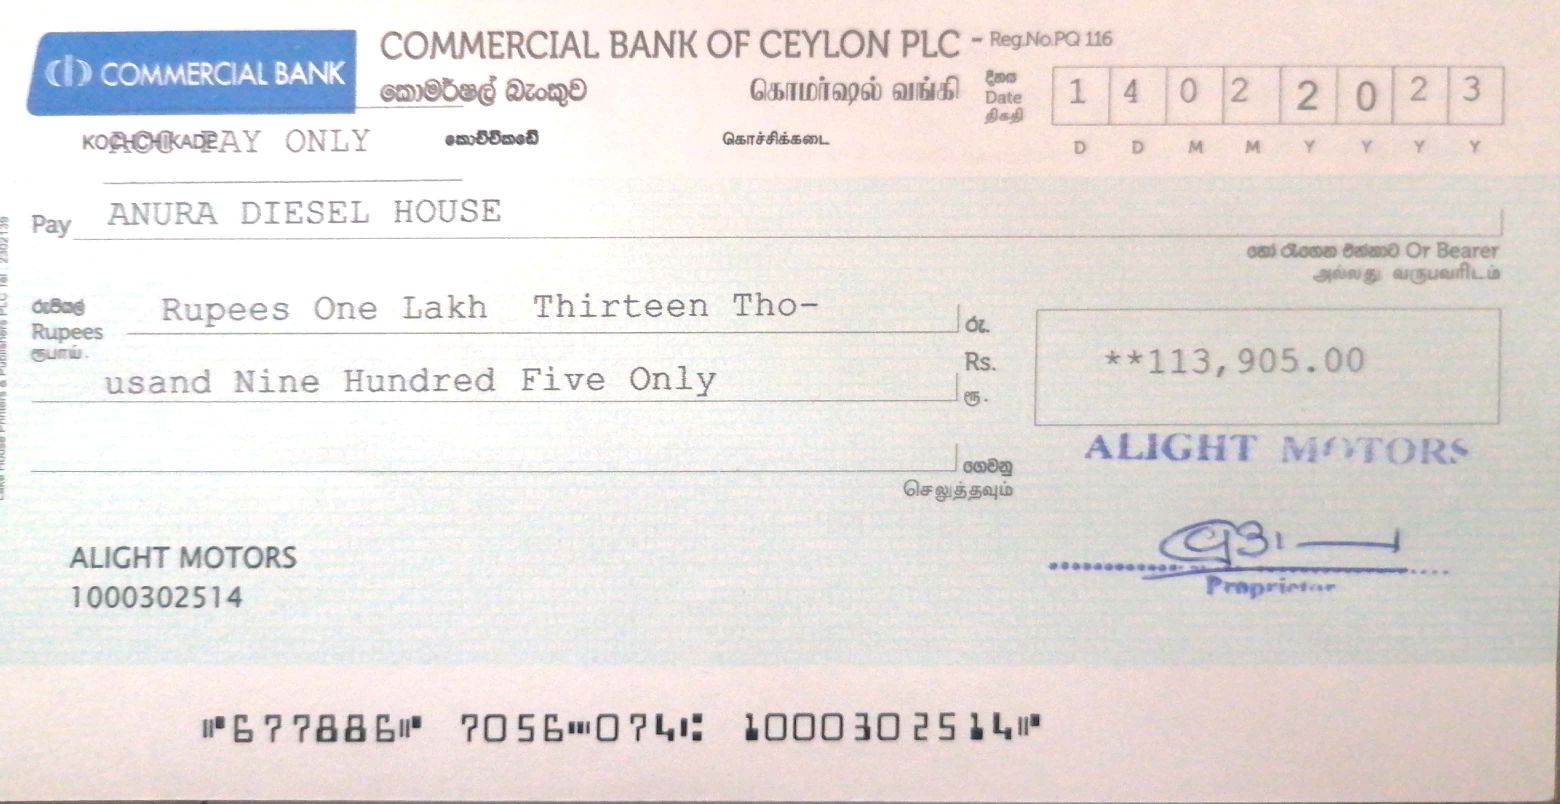 COMMERCIAL BANK
COMMERCIAL BANK OF CEYLON PLC - Reg.No.PQ 116
කොමර්ෂල් බැංකුව கொமர்ஷல் வங்கி
දිනය
Date
திகதி
1 4 0 2 2 0 2 3
D D M M Y Y Y Y
KOCHCHIKADE කොච්චිකඩේ கொச்சிக்கடை
PAY ONLY
Pay ANURA DIESEL HOUSE
හෝ රැගෙන එන්නාට Or Bearer
அல்லது வருபவரிடம்
රුපියල්
Rupees
ரூபாய்
Rupees One Lakh Thirteen Tho-
usand Nine Hundred Five Only
රු.
Rs.
ரூ.
**113,905.00
ගෙවනු
செலுத்தவும்
ALIGHT MOTORS
Proprietor
ALIGHT MOTORS
1000302514
⑈677886⑈ 7056⑉074⑆ 1000302514⑈